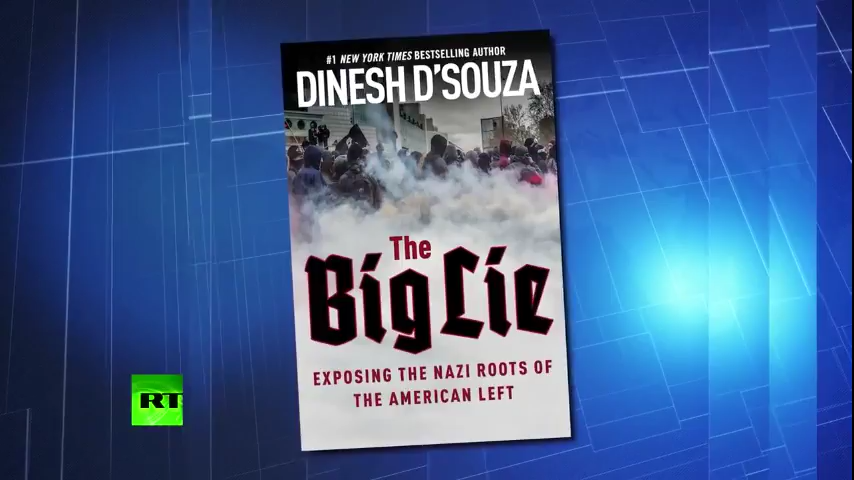 #1 NEW YORK TIMES BESTSELLING AUTHOR
DINESH D'SOUZA
The
Big Lie
EXPOSING THE NAZI ROOTS OF
THE AMERICAN LEFT
RT